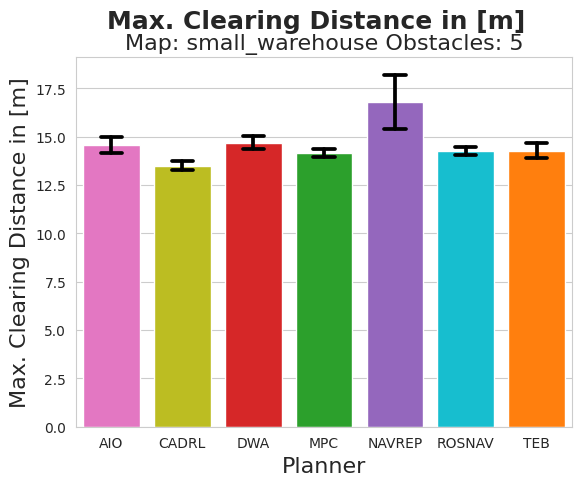 Max. Clearing Distance in [m]
Map: small_warehouse Obstacles: 5
Max. Clearing Distance in [m]
17.5
15.0
12.5
10.0
7.5
5.0
2.5
0.0
AIO CADRL DWA MPC NAVREP ROSNAV TEB
Planner